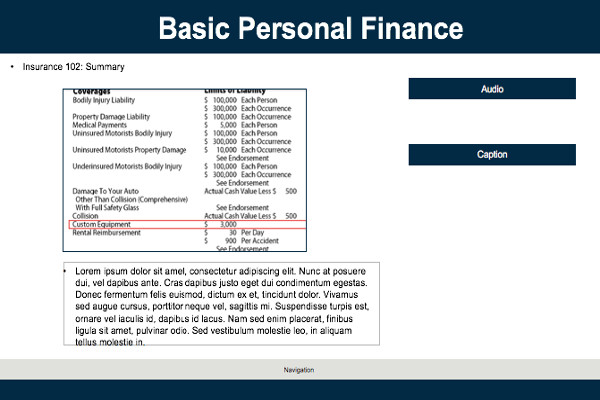 Basic Personal Finance
• Insurance 102: Summary
Audio
Caption
Coverages Limits of Liability
Bodily Injury Liability $ 100,000 Each Person
$ 300,000 Each Occurrence
Property Damage Liability $ 100,000 Each Occurrence
Medical Payments $ 5,000 Each Person
Uninsured Motorists Bodily Injury $ 100,000 Each Person
$ 300,000 Each Occurrence
Uninsured Motorists Property Damage $ 10,000 Each Occurrence
See Endorsement
Underinsured Motorists Bodily Injury $ 100,000 Each Person
$ 300,000 Each Occurrence
See Endorsement
Damage To Your Auto Actual Cash Value Less $ 500
Other Than Collision (Comprehensive)
With Full Safety Glass See Endorsement
Collision Actual Cash Value Less $ 500
Custom Equipment $ 3,000
Rental Reimbursement $ 30 Per Day
$ 900 Per Accident
See Endorsement
• Lorem ipsum dolor sit amel, consectetur adipiscing elit. Nunc at posuere
dui, vel dapibus ante. Cras dapibus justo eget dui condimentum egestas.
Donec fermentum felis euismod, dictum ex et, tincidunt dolor. Vivamus
sed augue cursus, porttitor neque vel, sagittis mi. Suspendisse turpis est,
ornare vel iaculis id, dapibus id lacus. Nam sed enim placerat, finibus
ligula sit amet, pulvinar odio. Sed vestibulum molestie leo, in aliquam
tellus molestie in.
Navigation